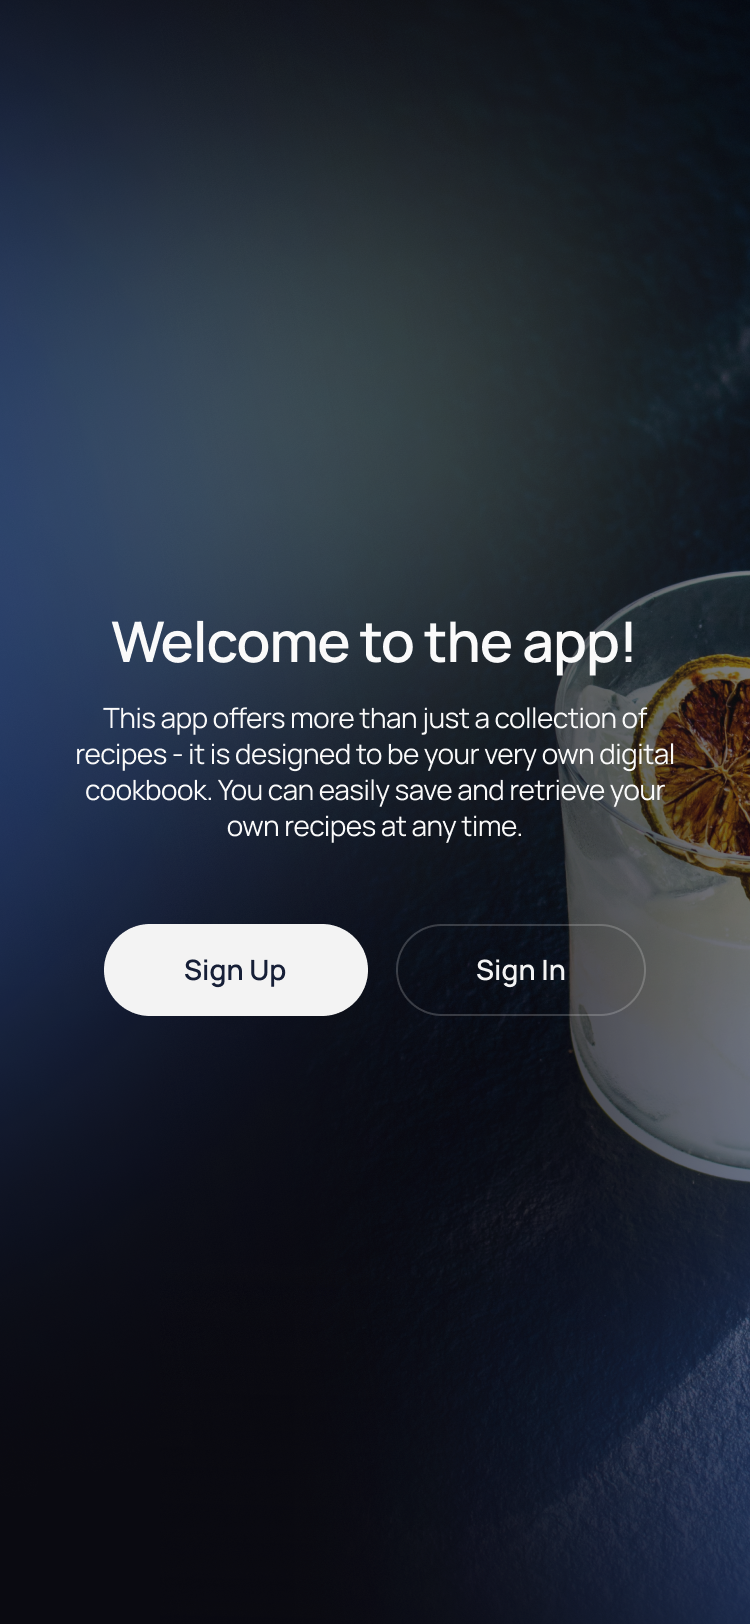 Welcome to the app!
This app offers more than just a collection of
recipes - it is designed to be your very own digital
cookbook. You can easily save and retrieve your
own recipes at any time.
Sign Up
Sign In